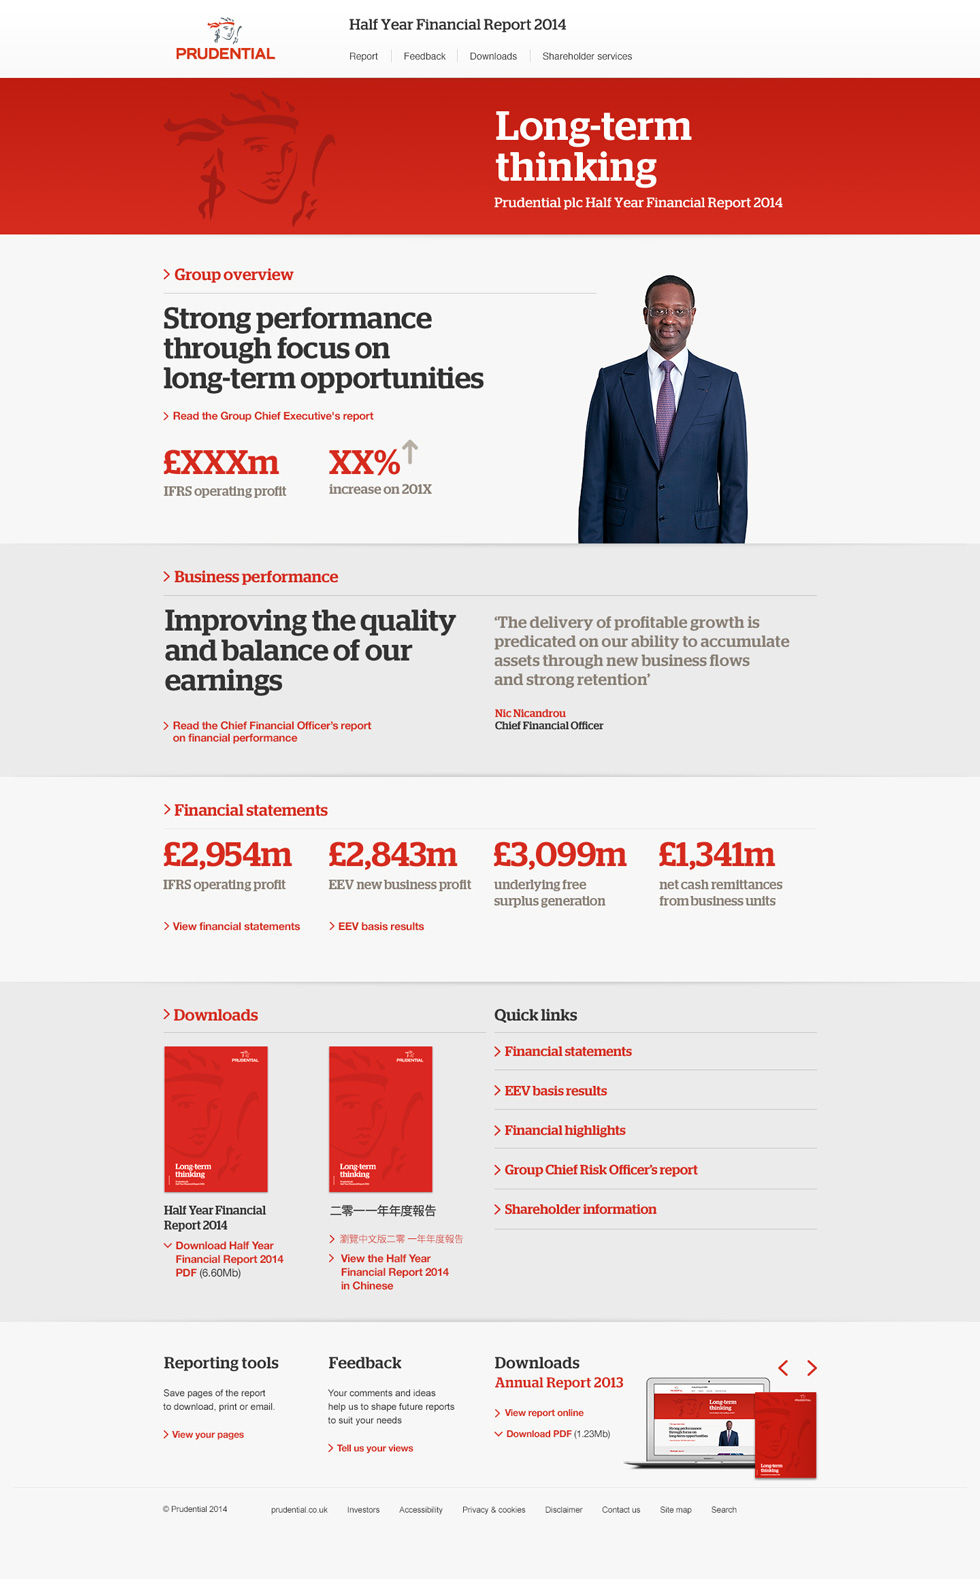 PRUDENTIAL
Half Year Financial Report 2014
Report
Feedback
Downloads
Shareholder services
Long-term
thinking
Prudential plc Half Year Financial Report 2014
Group overview
Strong performance
through focus on
long-term opportunities
Read the Group Chief Executive's report
£XXXm
IFRS operating profit
XX%
increase on 201X
Business performance
Improving the quality
and balance of our
earnings
Read the Chief Financial Officer's report
on financial performance
‘The delivery of profitable growth is
predicated on our ability to accumulate
assets through new business flows
and strong retention’
Nic Nicandrou
Chief Financial Officer
Financial statements
£2,954m
IFRS operating profit
View financial statements
£2,843m
EEV new business profit
EEV basis results
£3,099m
underlying free
surplus generation
£1,341m
net cash remittances
from business units
Downloads
PRUDENTIAL
Long-term
thinking
Half Year Financial
Report 2014
Download Half Year
Financial Report 2014
PDF (6.60Mb)
PRUDENTIAL
Long-term
thinking
二零一一年年度報告
瀏覽中文版二零 一年年度報告
View the Half Year
Financial Report 2014
in Chinese
Quick links
Financial statements
EEV basis results
Financial highlights
Group Chief Risk Officer's report
Shareholder information
Reporting tools
Save pages of the report
to download, print or email.
View your pages
Feedback
Your comments and ideas
help us to shape future reports
to suit your needs
Tell us your views
Downloads
Annual Report 2013
View report online
Download PDF (1.23Mb)
Long-term
thinking
Strong performance
through focus on
long-term opportunities
PRUDENTIAL
Long-term
thinking
© Prudential 2014
prudential.co.uk
Investors
Accessibility
Privacy & cookies
Disclaimer
Contact us
Site map
Search